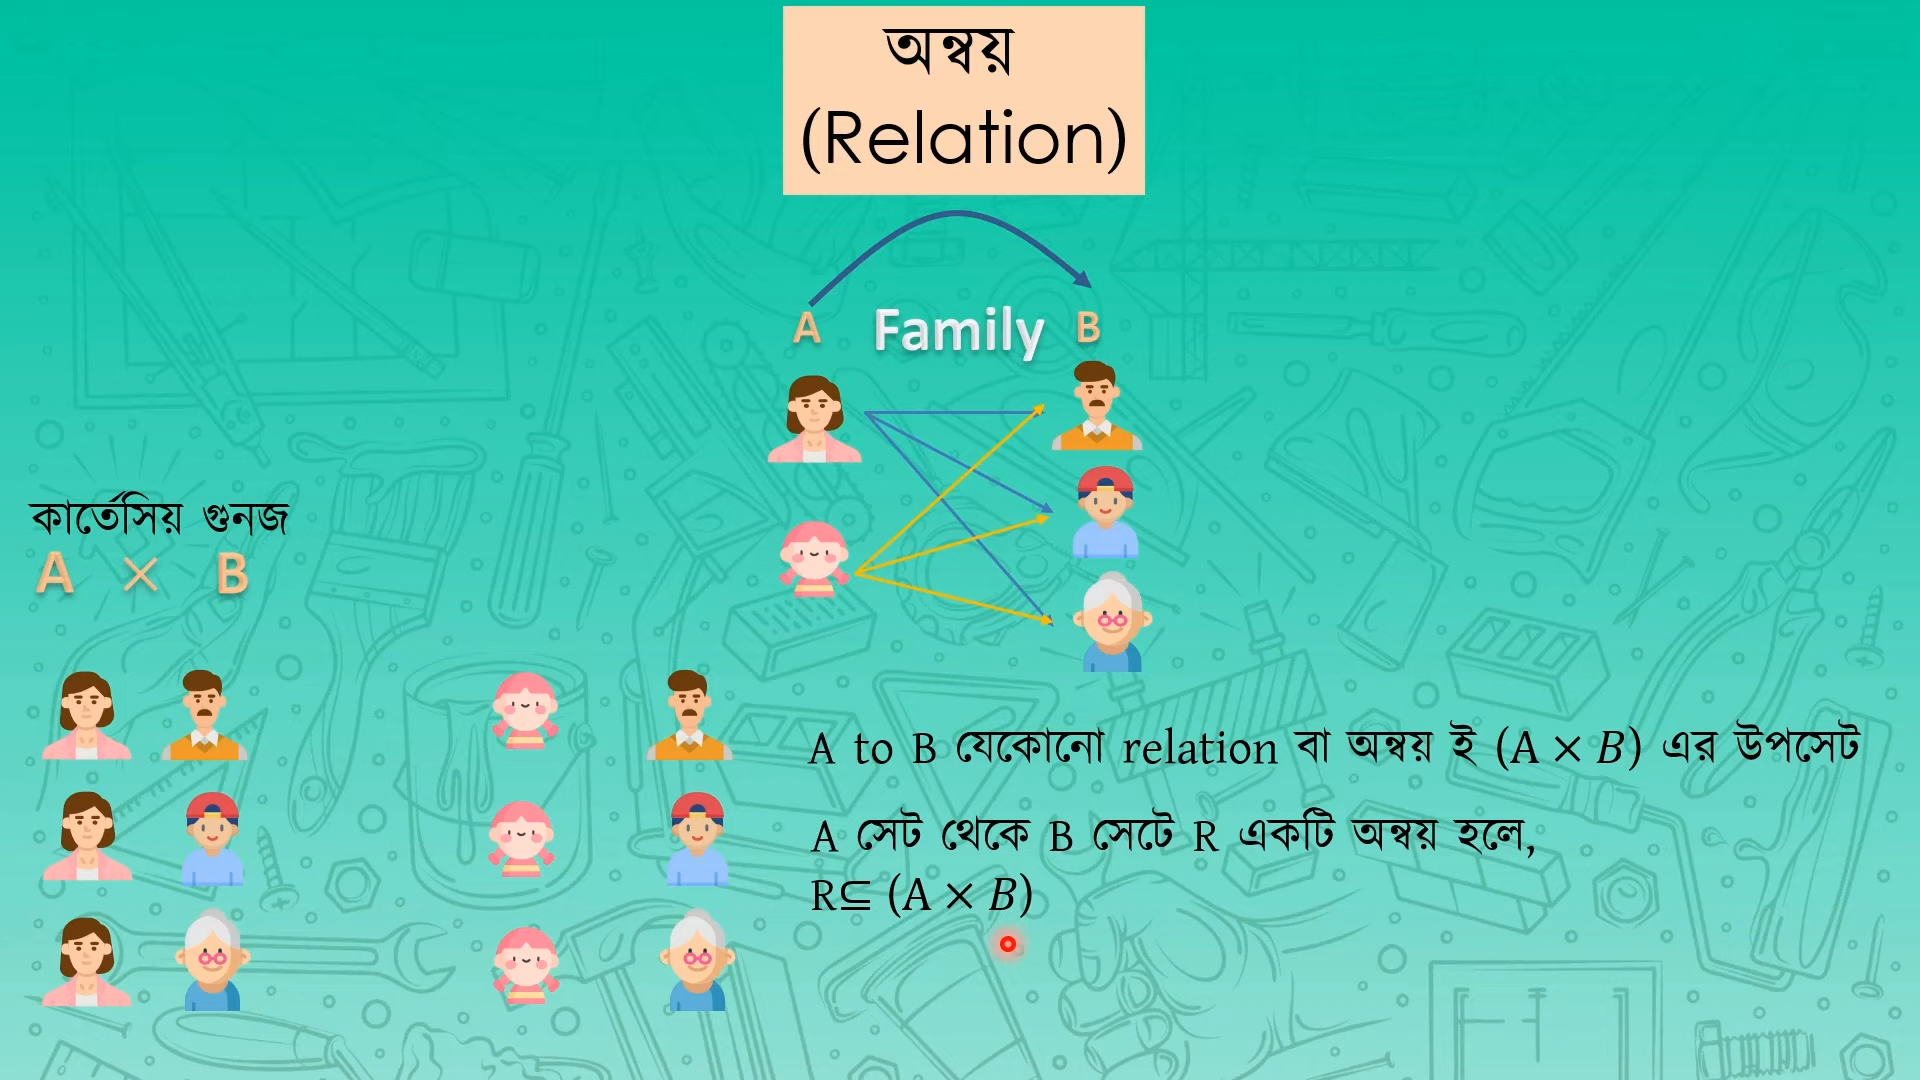 অন্বয়
(Relation)
A Family B
কার্তেসিয় গুনজ
A × B
A to B যেকোনো relation বা অন্বয় ই (A × B) এর উপসেট
A সেট থেকে B সেটে R একটি অন্বয় হলে,
R⊆ (A × B)